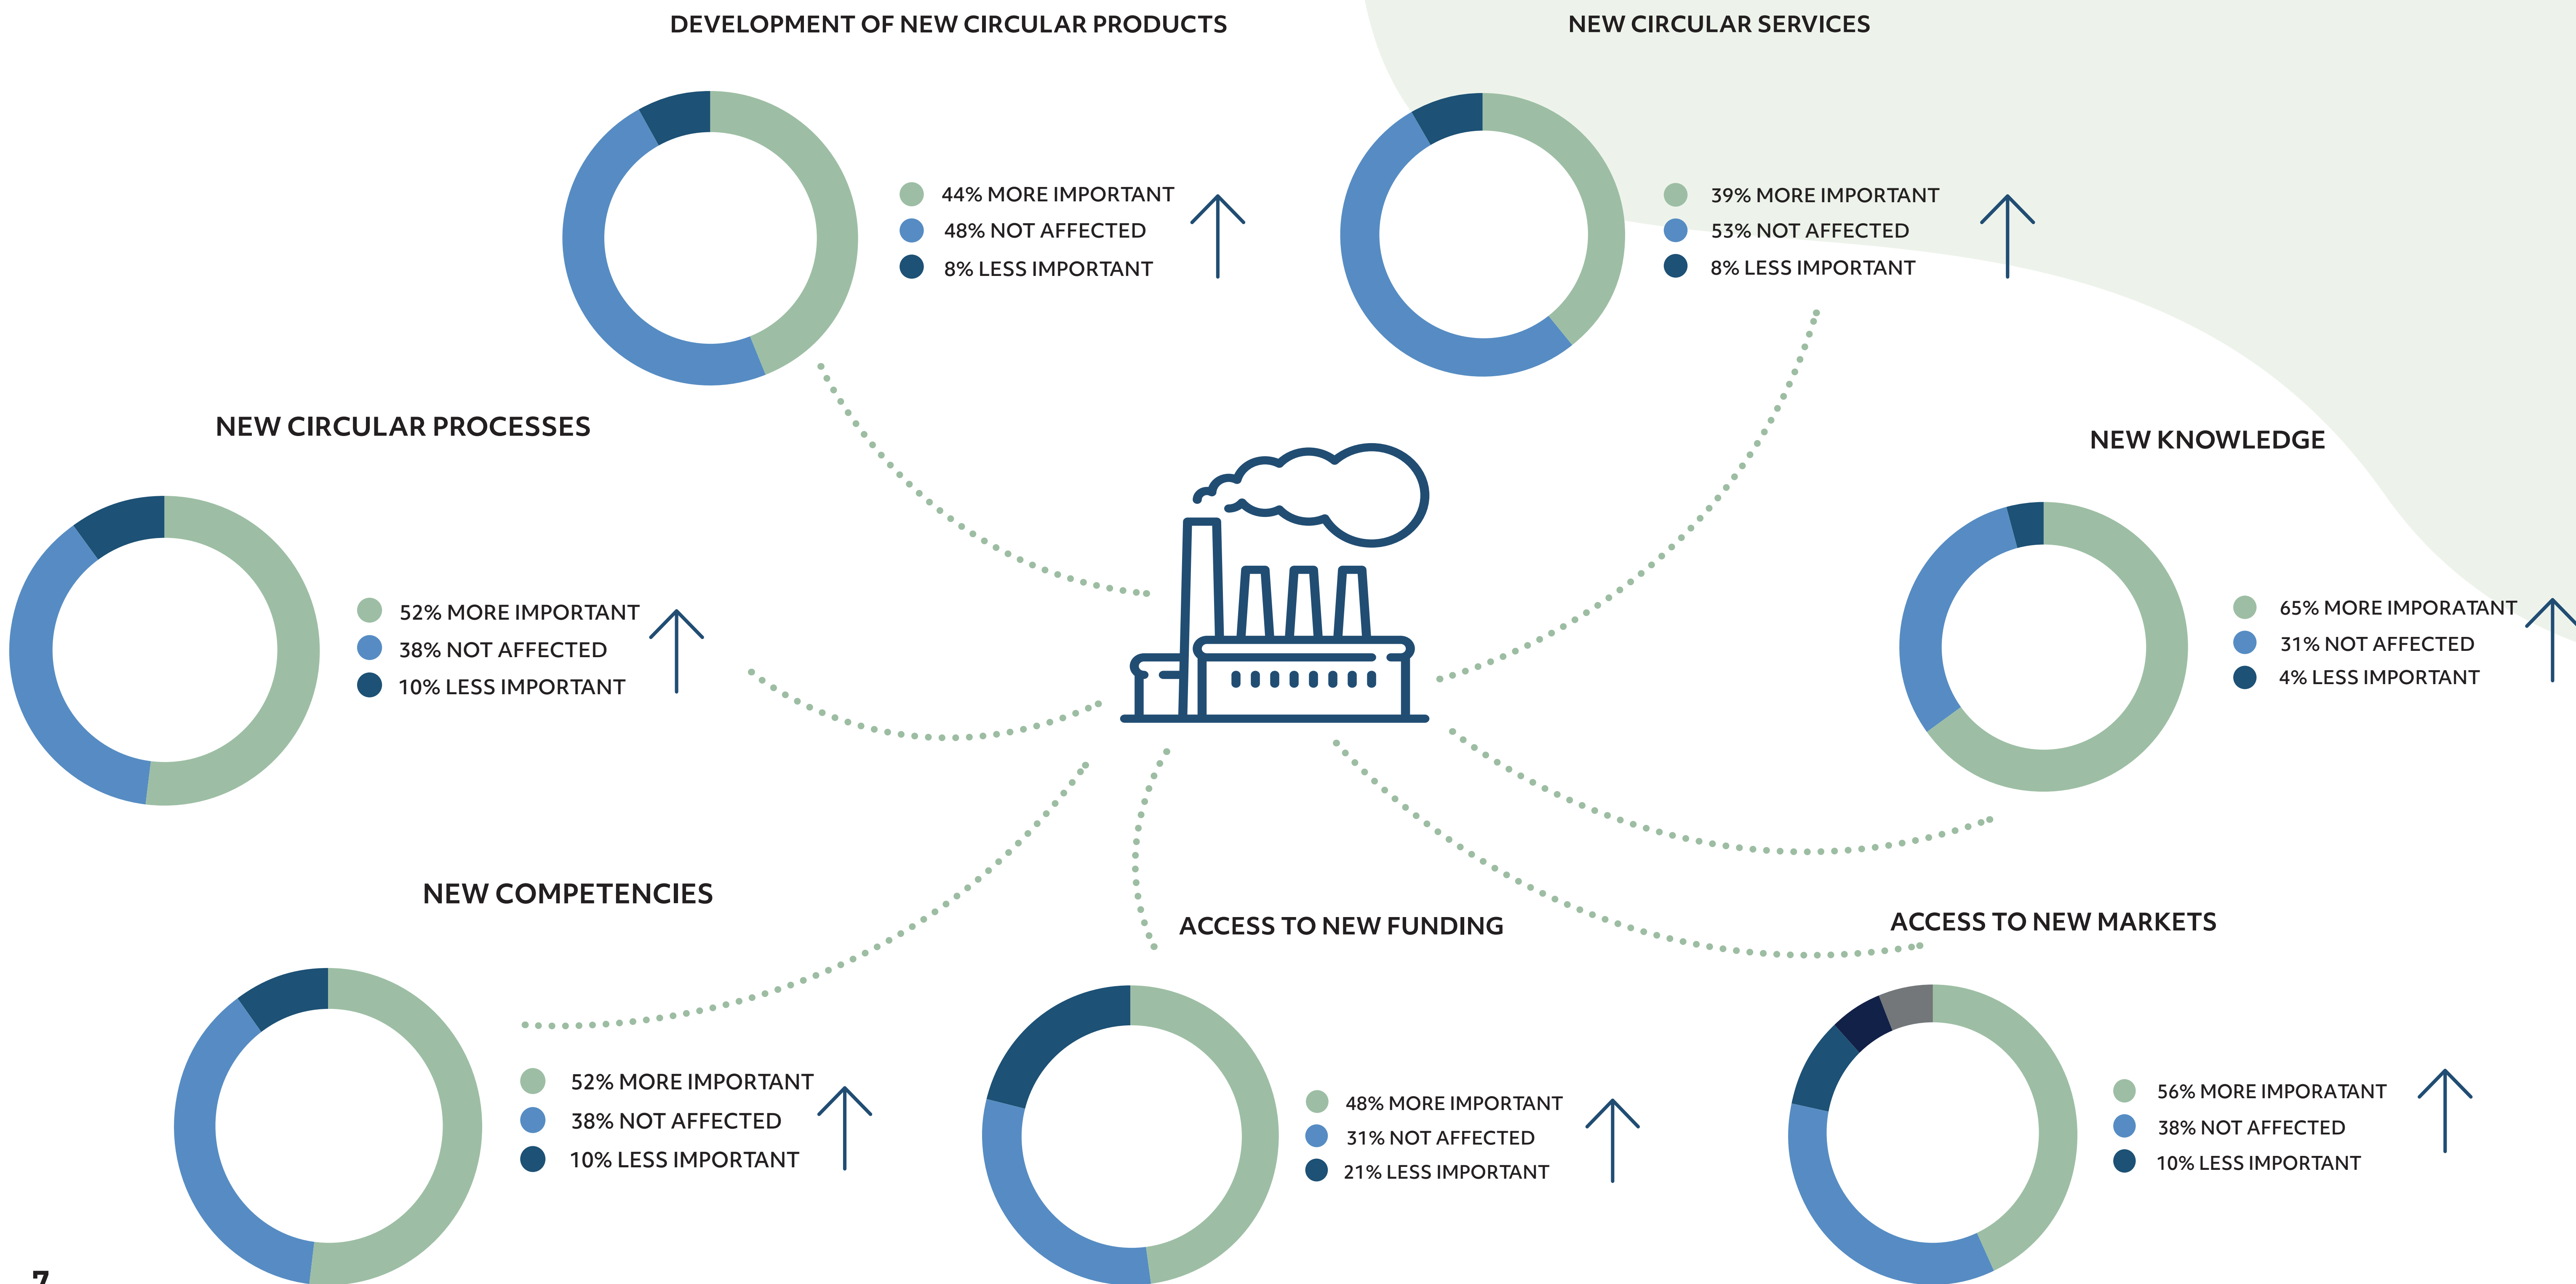 DEVELOPMENT OF NEW CIRCULAR PRODUCTS
44% MORE IMPORTANT
48% NOT AFFECTED
8% LESS IMPORTANT
NEW CIRCULAR SERVICES
39% MORE IMPORTANT
53% NOT AFFECTED
8% LESS IMPORTANT
NEW CIRCULAR PROCESSES
52% MORE IMPORTANT
38% NOT AFFECTED
10% LESS IMPORTANT
NEW KNOWLEDGE
65% MORE IMPORATANT
31% NOT AFFECTED
4% LESS IMPORTANT
NEW COMPETENCIES
52% MORE IMPORTANT
38% NOT AFFECTED
10% LESS IMPORTANT
ACCESS TO NEW FUNDING
48% MORE IMPORTANT
31% NOT AFFECTED
21% LESS IMPORTANT
ACCESS TO NEW MARKETS
56% MORE IMPORATANT
38% NOT AFFECTED
10% LESS IMPORTANT
7